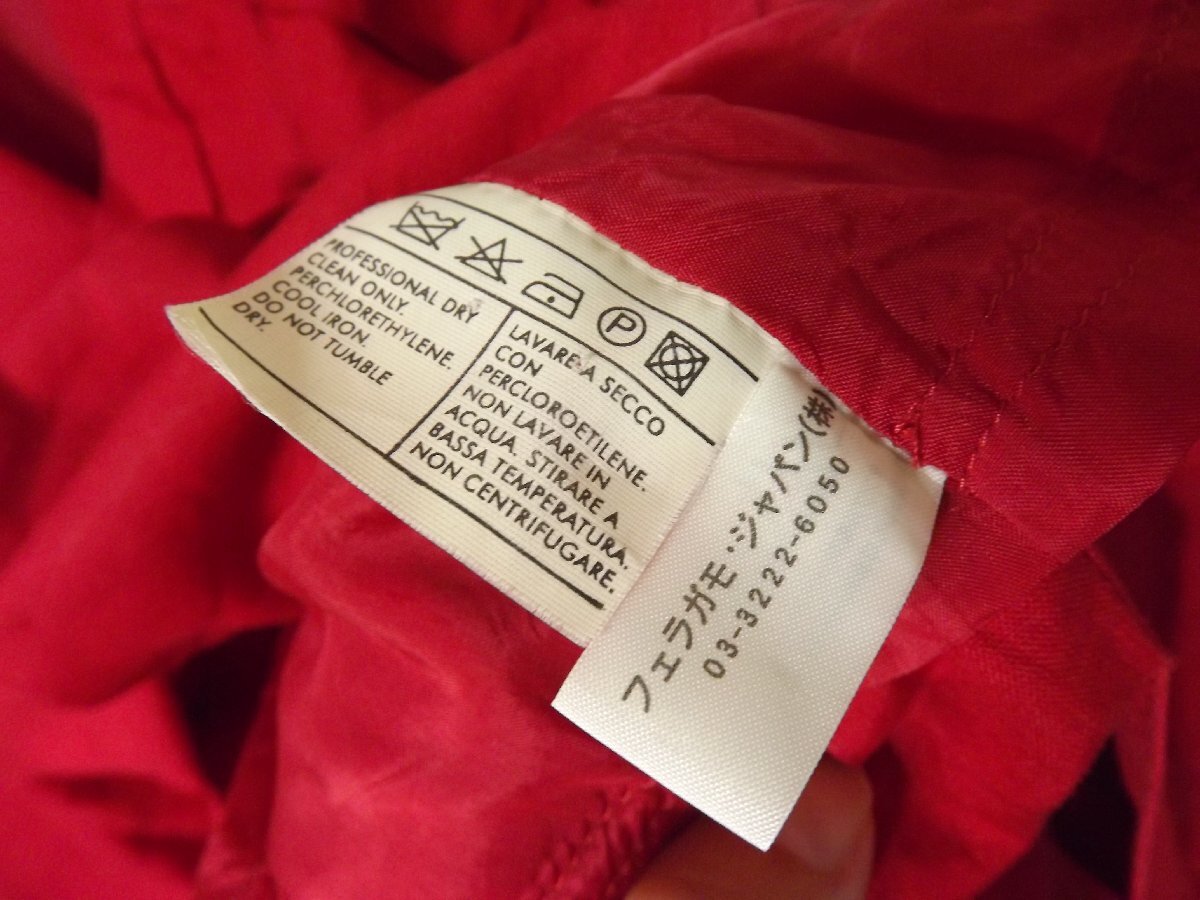 PROFESSIONAL DRY
CLEAN ONLY.
PERCHLORETHYLENE.
COOL IRON.
DO NOT TUMBLE
DRY.
P
LAVARE A SECCO
CON
PERCLOROETILENE.
NON LAVARE IN
ACQUA. STIRARE A
BASSA TEMPERATURA.
NON CENTRIFUGARE.
フェラガモ・ジャパン(株)
03-3222-6050